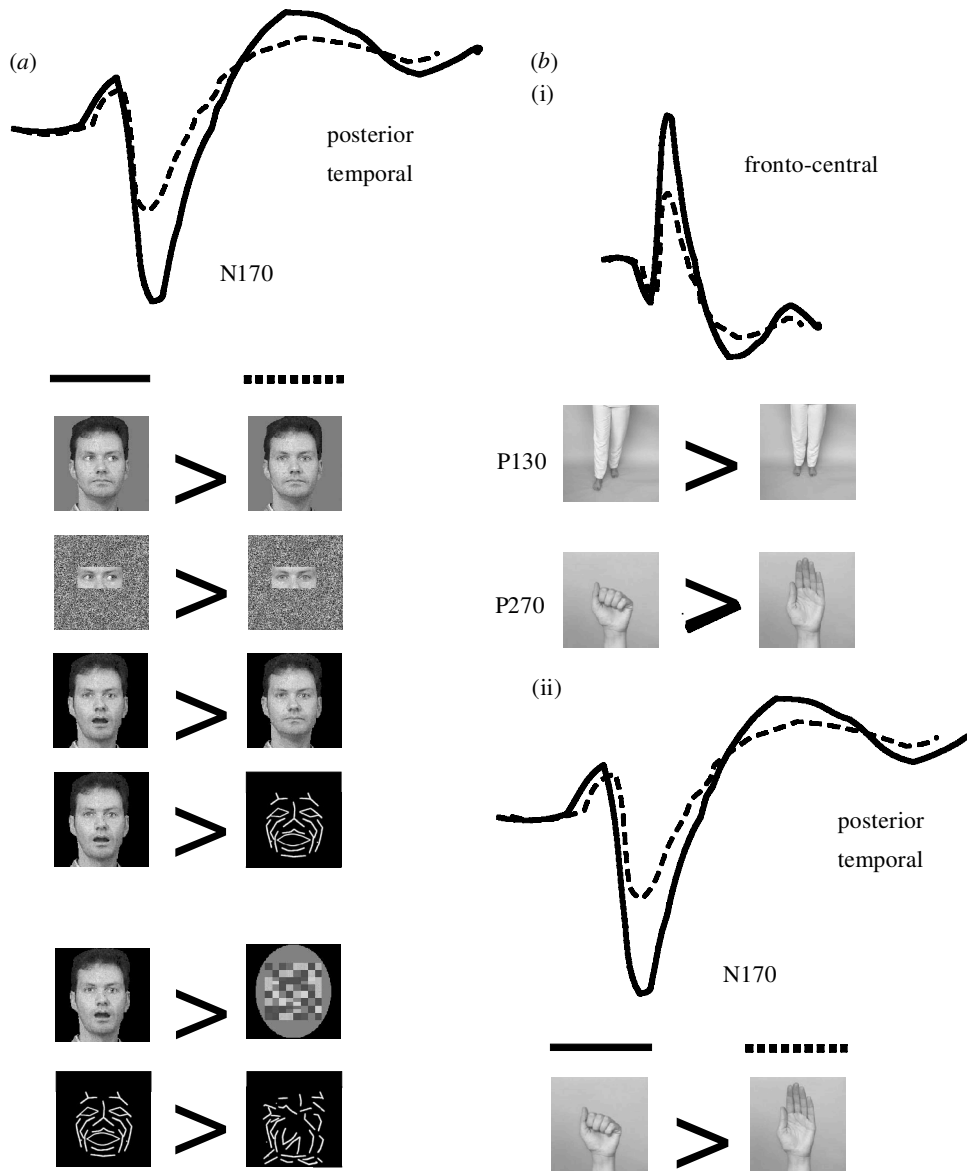 (a)
posterior
temporal
N170
>
>
>
>
>
>
(b)
(i)
fronto-central
P130 >
P270 >
(ii)
posterior
temporal
N170
>